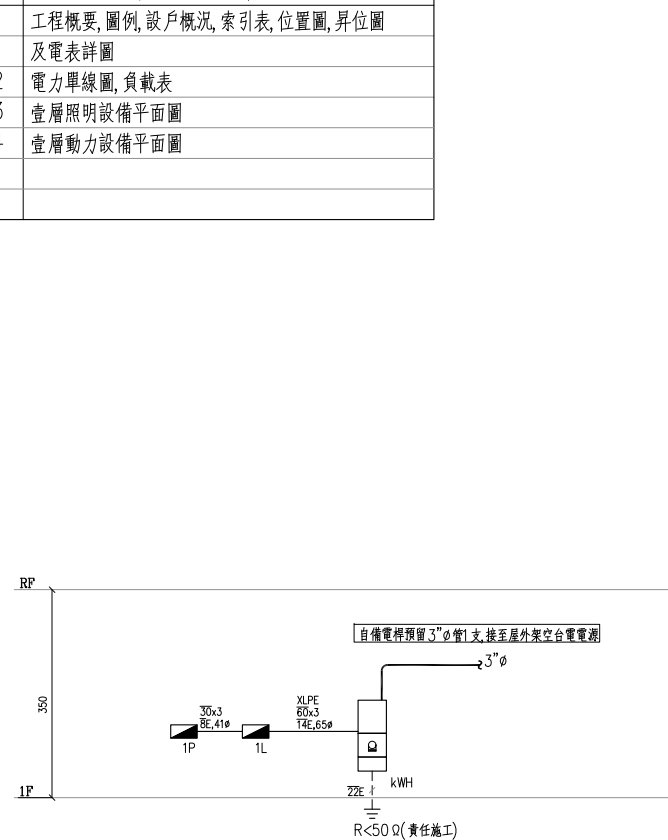 工程概要,圖例,設戶概況,索引表,位置圖,昇位圖
及電表詳圖
2 電力單線圖,負載表
3 壹層照明設備平面圖
壹層動力設備平面圖
RF
自備電桿預留3"ø管1支,接至屋外架空台電電源
3"ø
350
XLPE
30x3
60x3
8E,41ø
14E,65ø
1P
1L
kWH
1F
22E
R<50Ω(責任施工)